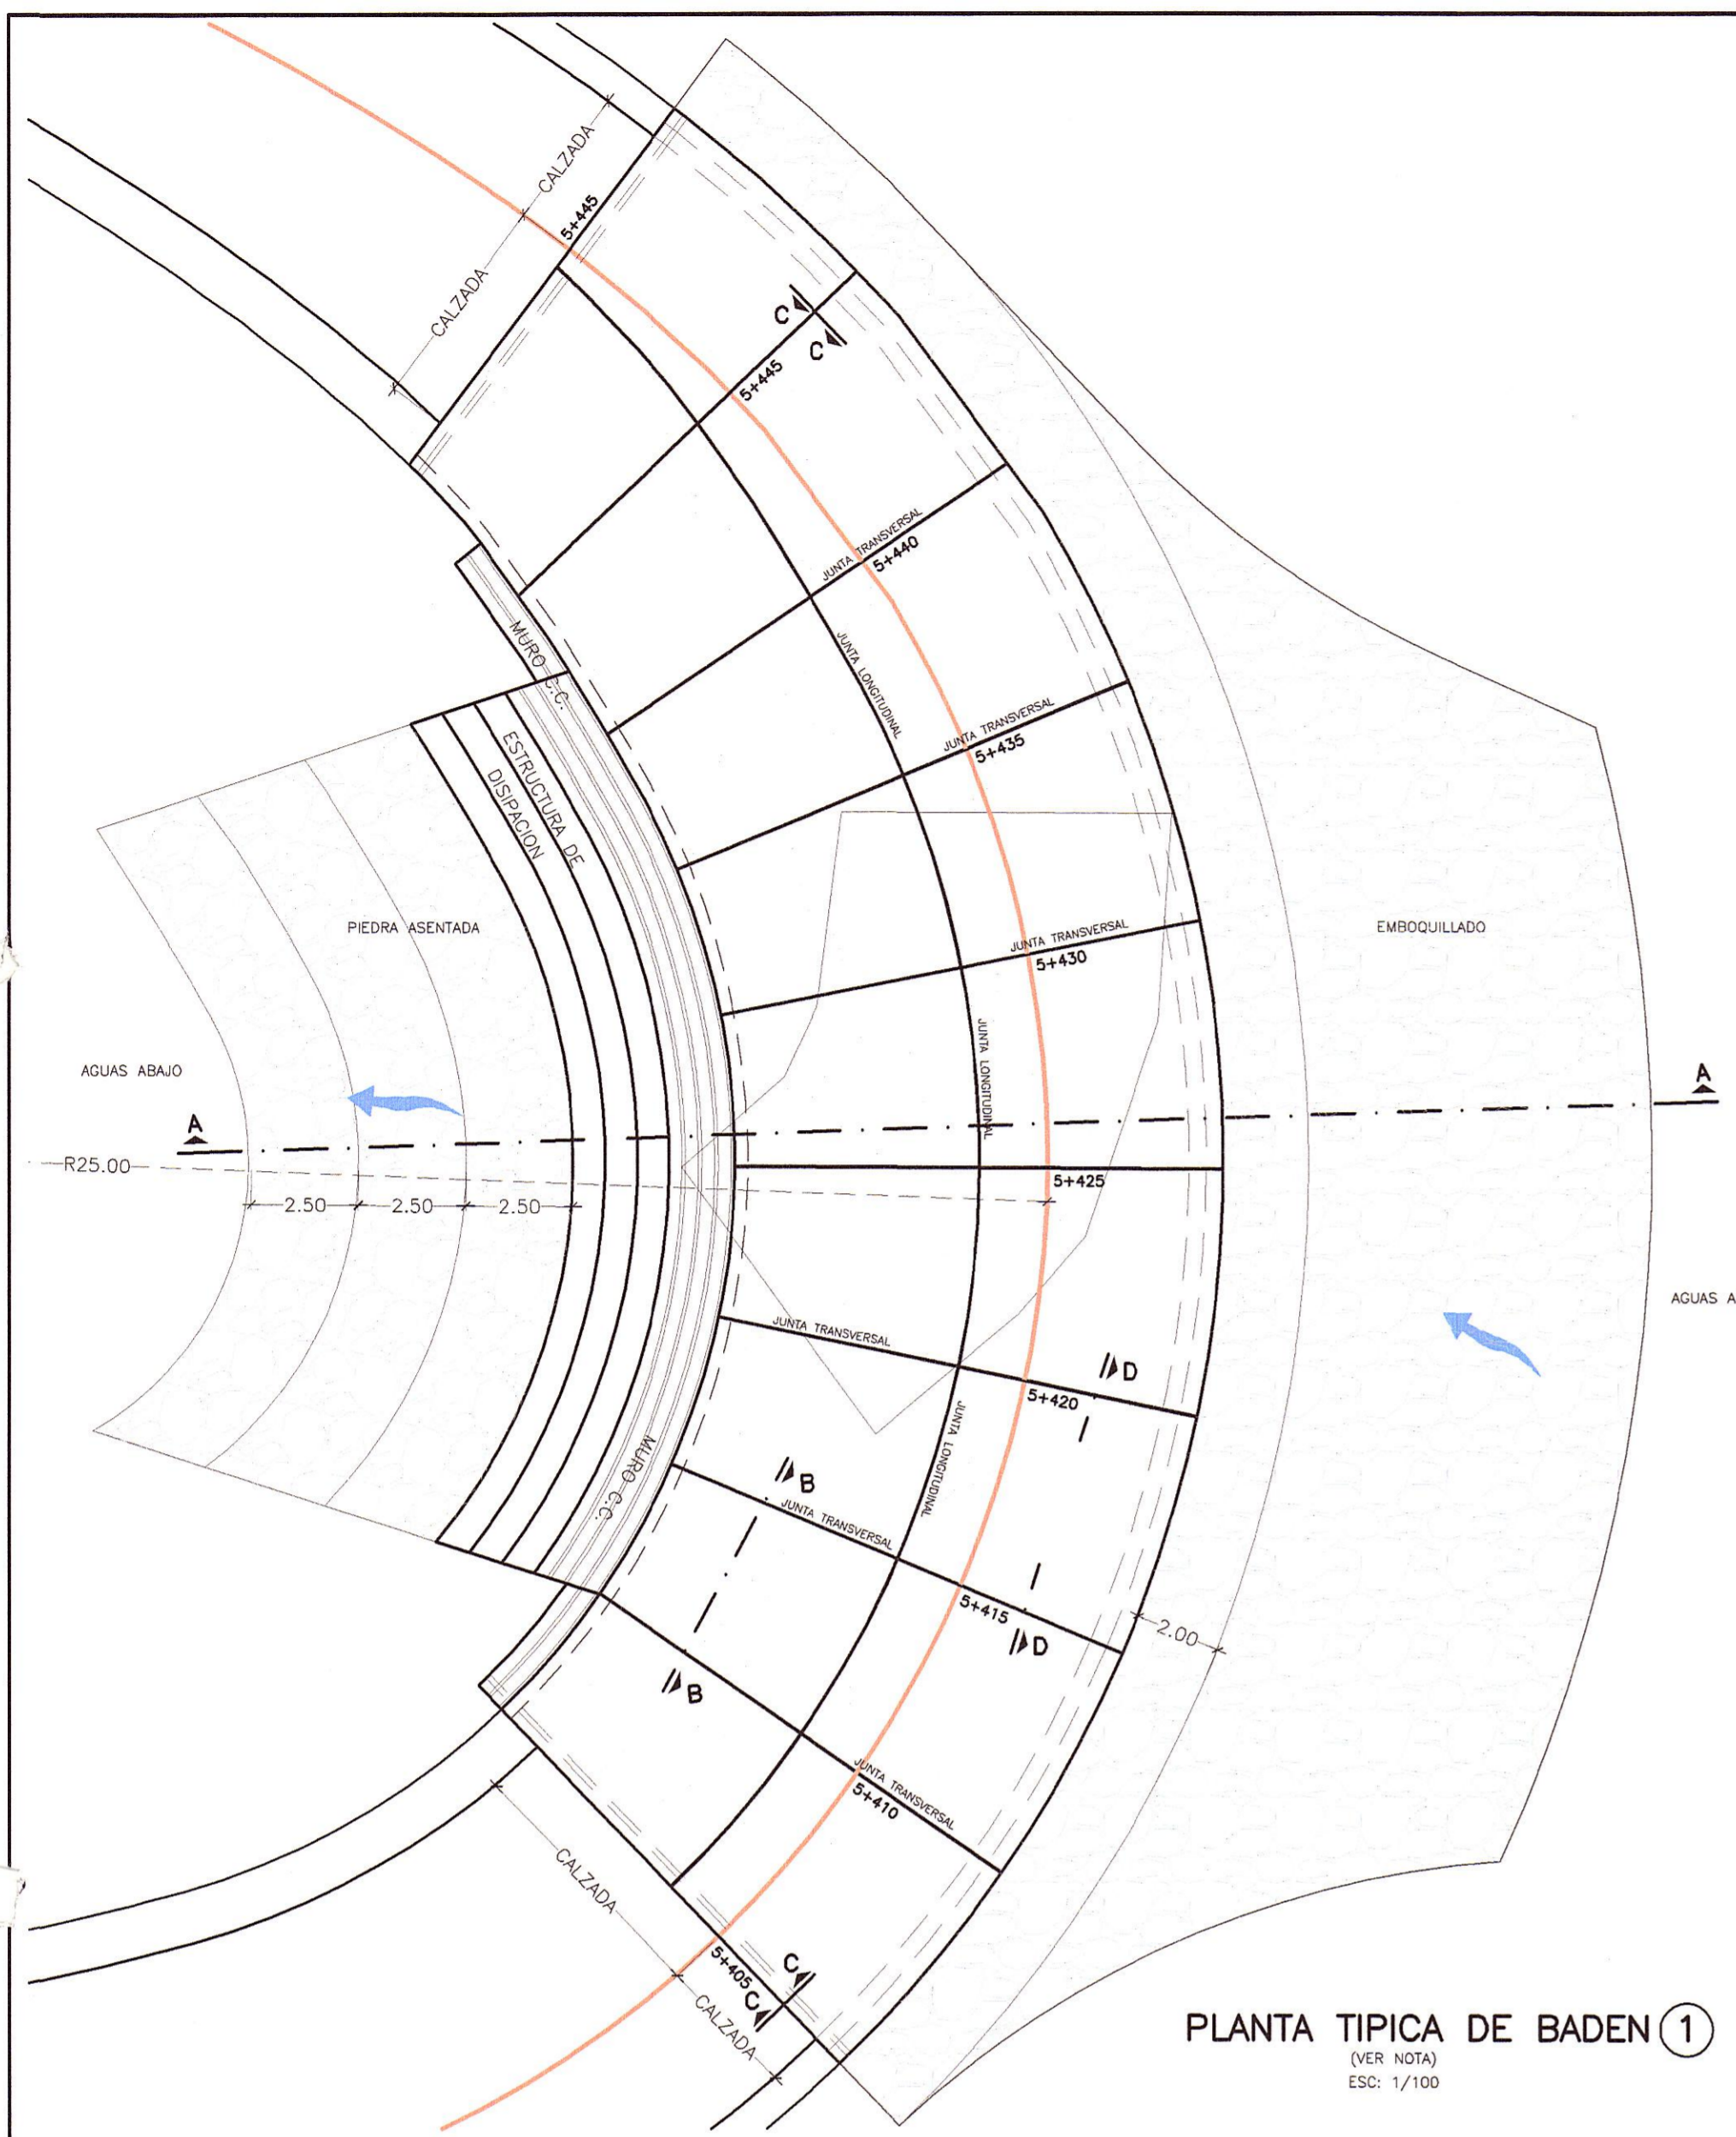 CALZADA
CALZADA
5+445
C
C
5+445
JUNTA TRANSVERSAL
5+440
MURO C.C.
JUNTA LONGITUDINAL
JUNTA TRANSVERSAL
5+435
ESTRUCTURA DE
DISIPACION
PIEDRA ASENTADA
JUNTA TRANSVERSAL
5+430
EMBOQUILLADO
JUNTA LONGITUDINAL
AGUAS ABAJO
A
A
R25.00
5+425
2.50
2.50
2.50
AGUAS A
JUNTA TRANSVERSAL
D
5+420
JUNTA LONGITUDINAL
MURO C.C.
B
JUNTA TRANSVERSAL
5+415
D
2.00
B
JUNTA TRANSVERSAL
5+410
CALZADA
5+405
C
C
CALZADA
PLANTA TIPICA DE BADEN 1
(VER NOTA)
ESC: 1/100